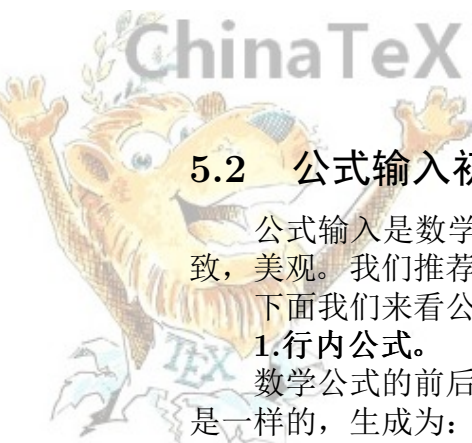 ChinaTeX
5.2 公式输入初
公式输入是数学
致，美观。我们推荐
下面我们来看公
1.行内公式。
数学公式的前后
是一样的，生成为：
TEX